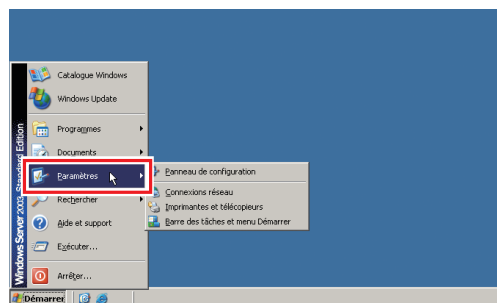 Catalogue Windows
Windows Update
Programmes
Documents
Paramètres
Rechercher
Aide et support
Exécuter...
Arrêter...
Panneau de configuration
Connexions réseau
Imprimantes et télécopieurs
Barre des tâches et menu Démarrer
Windows Server 2003 Standard Edition
Démarrer